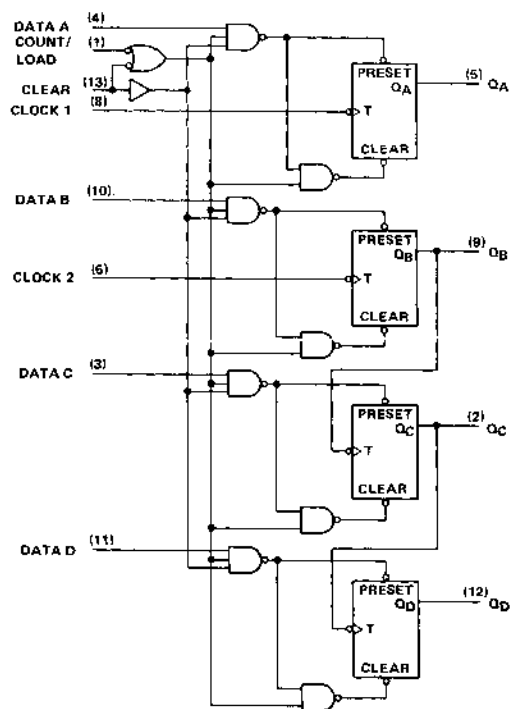 DATA A (4)
COUNT/
LOAD (1)
CLEAR (13)
CLOCK 1 (8)
PRESET
QA (5) QA
T
CLEAR
DATA B (10)
PRESET
QB (9) QB
CLOCK 2 (6)
T
CLEAR
DATA C (3)
PRESET
QC (2) QC
T
CLEAR
DATA D (11)
PRESET
QD (12) QD
T
CLEAR